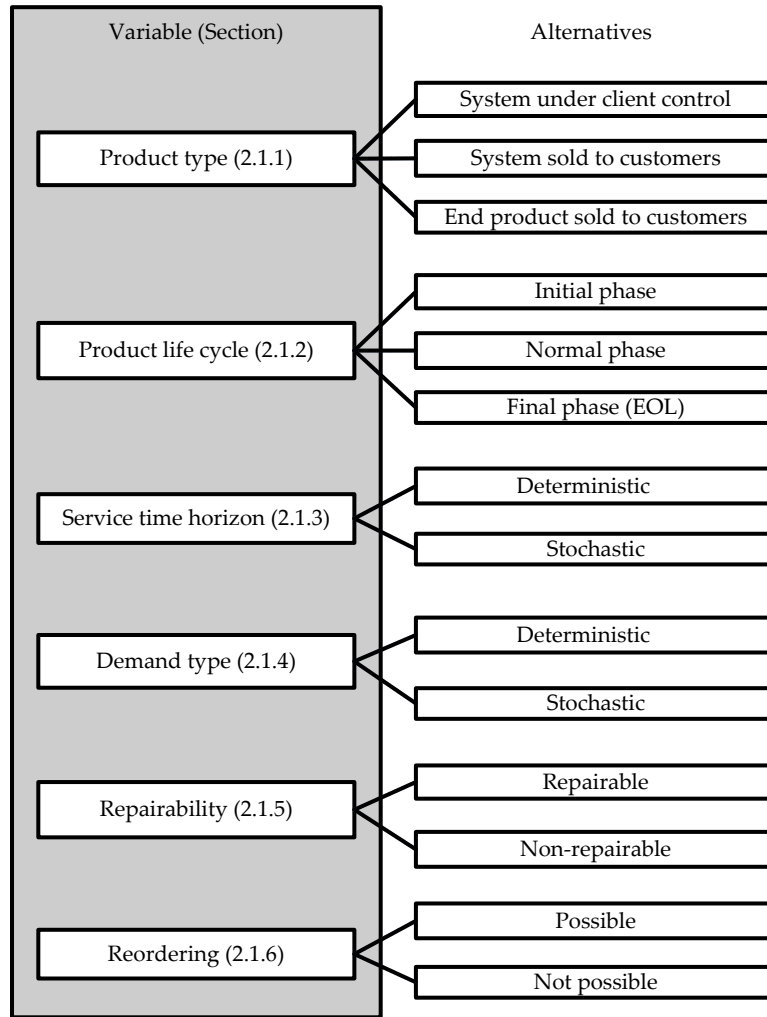 Variable (Section)
Alternatives
Product type (2.1.1)
System under client control
System sold to customers
End product sold to customers
Product life cycle (2.1.2)
Initial phase
Normal phase
Final phase (EOL)
Service time horizon (2.1.3)
Deterministic
Stochastic
Demand type (2.1.4)
Deterministic
Stochastic
Repairability (2.1.5)
Repairable
Non-repairable
Reordering (2.1.6)
Possible
Not possible